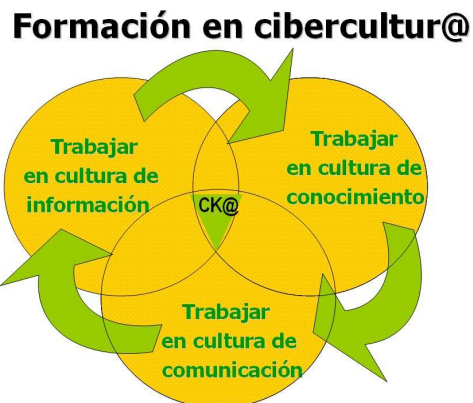 Formación en cibercultur@
Trabajar
en cultura de
información
Trabajar
en cultura de
conocimiento
CK@
Trabajar
en cultura de
comunicación